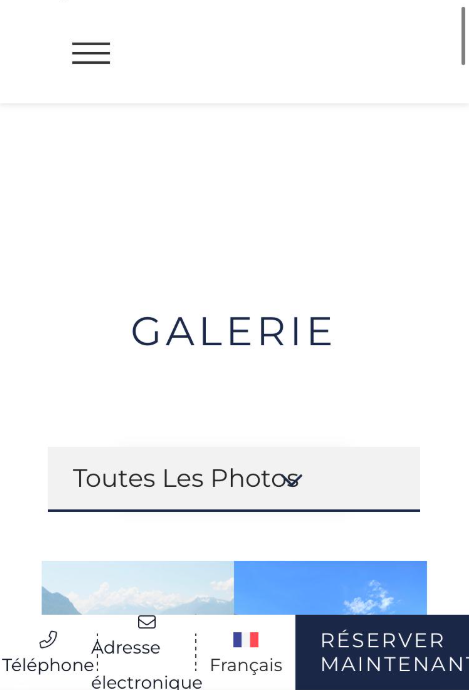 GALERIE
Toutes Les Photos
Téléphone
Adresse
électronique
Français
RÉSERVER
MAINTENANT